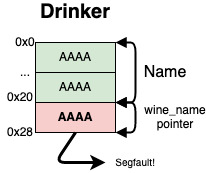 Drinker
0x0
AAAA
...
AAAA
Name
0x20
AAAA
wine_name
pointer
0x28
Segfault!